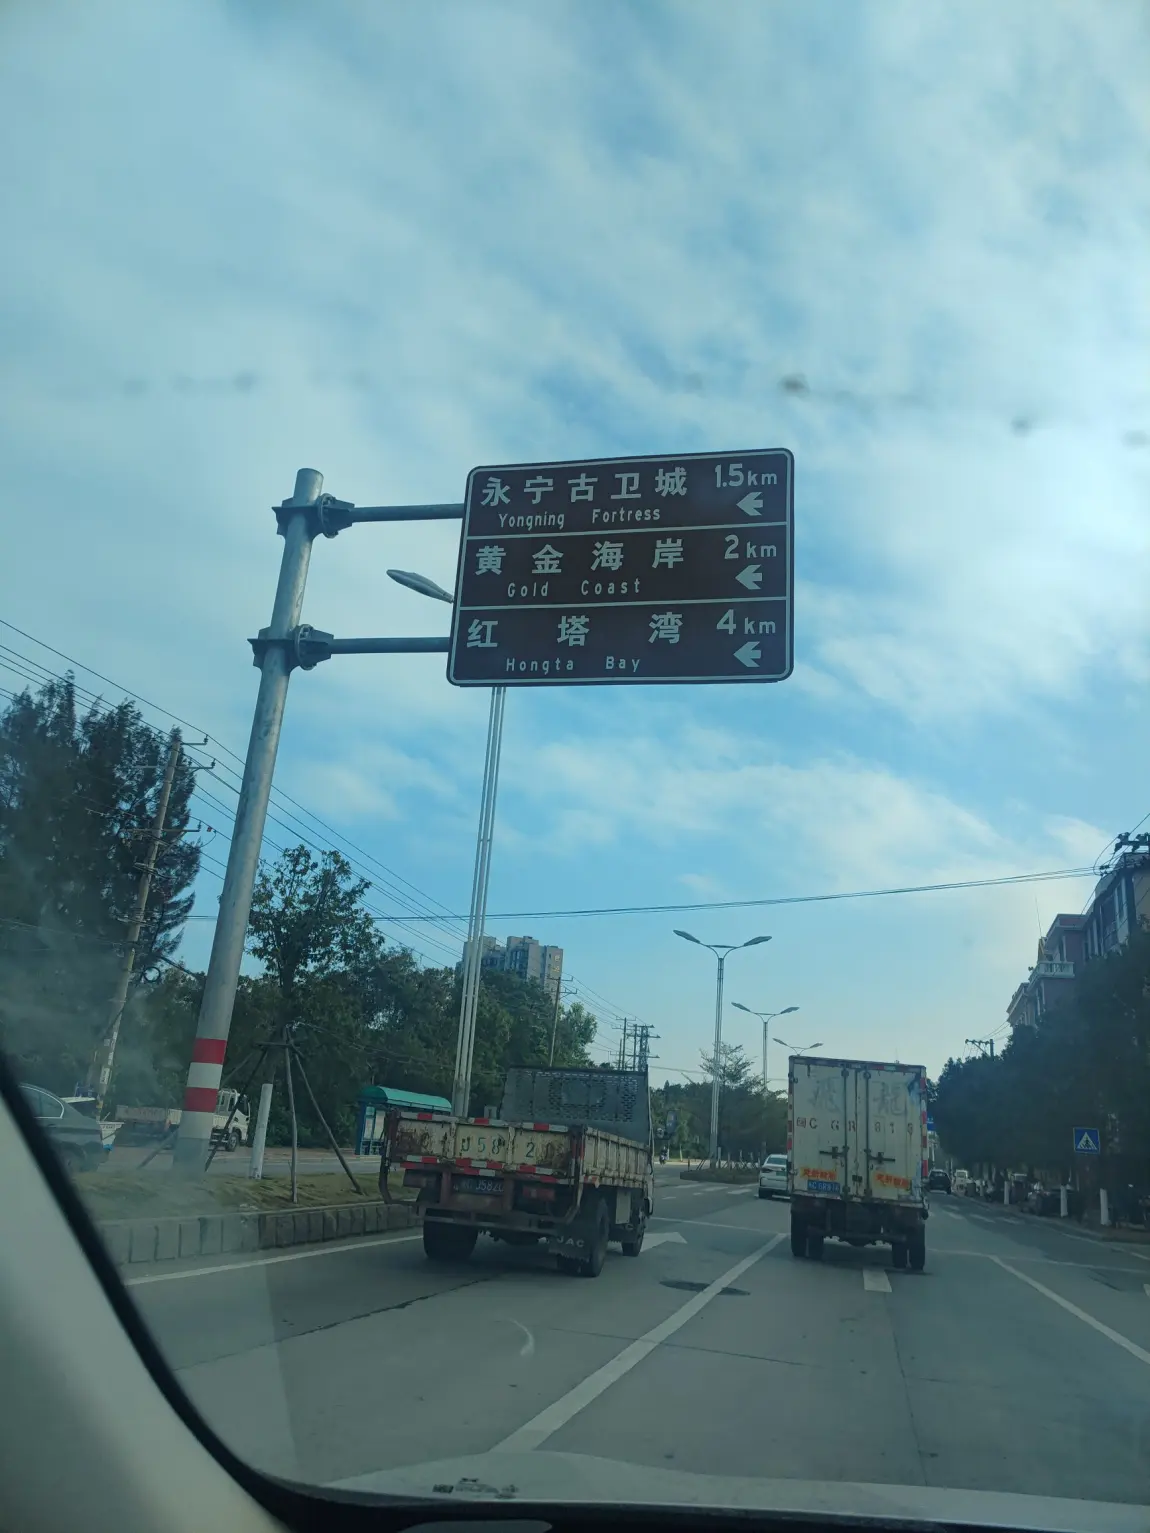 永宁古卫城 1.5km
Yongning Fortress
黄金海岸 2km
Gold Coast
红塔湾 4km
Hongta Bay
JAC